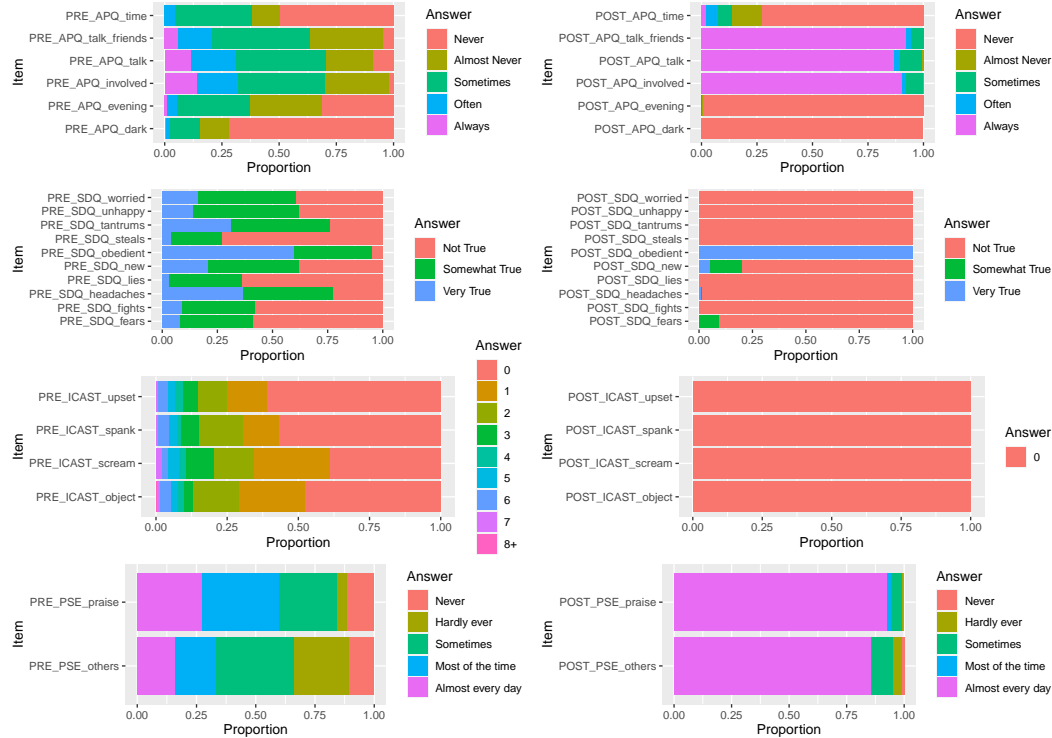 PRE_APQ_time
PRE_APQ_talk_friends
PRE_APQ_talk
PRE_APQ_involved
PRE_APQ_evening
PRE_APQ_dark
Item
0.00 0.25 0.50 0.75 1.00
Proportion
Answer
Never
Almost Never
Sometimes
Often
Always
POST_APQ_time
POST_APQ_talk_friends
POST_APQ_talk
POST_APQ_involved
POST_APQ_evening
POST_APQ_dark
Item
0.00 0.25 0.50 0.75 1.00
Proportion
Answer
Never
Almost Never
Sometimes
Often
Always
PRE_SDQ_worried
PRE_SDQ_unhappy
PRE_SDQ_tantrums
PRE_SDQ_steals
PRE_SDQ_obedient
PRE_SDQ_new
PRE_SDQ_lies
PRE_SDQ_headaches
PRE_SDQ_fights
PRE_SDQ_fears
Item
0.00 0.25 0.50 0.75 1.00
Proportion
Answer
Not True
Somewhat True
Very True
POST_SDQ_worried
POST_SDQ_unhappy
POST_SDQ_tantrums
POST_SDQ_steals
POST_SDQ_obedient
POST_SDQ_new
POST_SDQ_lies
POST_SDQ_headaches
POST_SDQ_fights
POST_SDQ_fears
Item
0.00 0.25 0.50 0.75 1.00
Proportion
Answer
Not True
Somewhat True
Very True
PRE_ICAST_upset
PRE_ICAST_spank
PRE_ICAST_scream
PRE_ICAST_object
Item
0.00 0.25 0.50 0.75 1.00
Proportion
Answer
0
1
2
3
4
5
6
7
8+
POST_ICAST_upset
POST_ICAST_spank
POST_ICAST_scream
POST_ICAST_object
Item
0.00 0.25 0.50 0.75 1.00
Proportion
Answer
0
PRE_PSE_praise
PRE_PSE_others
Item
0.00 0.25 0.50 0.75 1.00
Proportion
Answer
Never
Hardly ever
Sometimes
Most of the time
Almost every day
POST_PSE_praise
POST_PSE_others
Item
0.00 0.25 0.50 0.75 1.00
Proportion
Answer
Never
Hardly ever
Sometimes
Most of the time
Almost every day